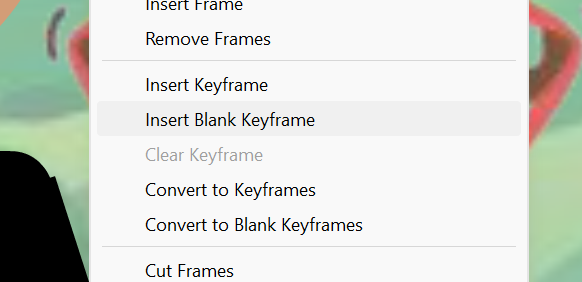 Insert Frame
Remove Frames
Insert Keyframe
Insert Blank Keyframe
Clear Keyframe
Convert to Keyframes
Convert to Blank Keyframes
Cut Frames